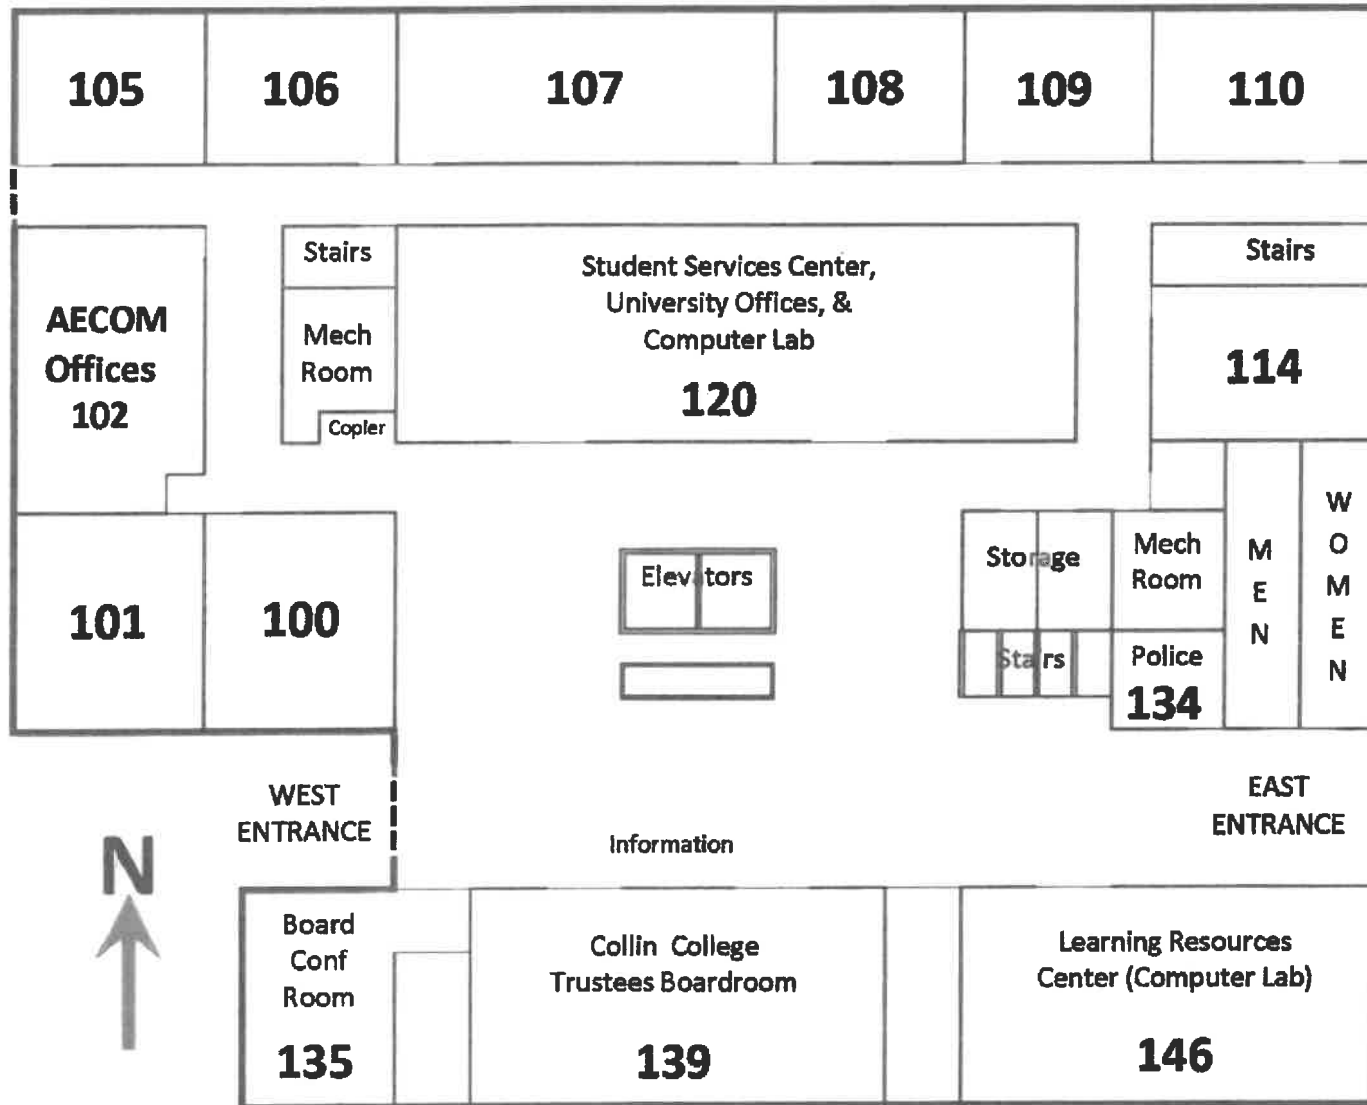 105
106
107
108
109
110
Stairs
Student Services Center,
University Offices, &
Computer Lab
120
Stairs
AECOM
Offices
102
Mech
Room
Copier
114
101
100
Elevators
Storage
Mech
Room
Stairs
Police
134
M
E
N
W
O
M
E
N
WEST
ENTRANCE
Information
EAST
ENTRANCE
N
Board
Conf
Room
135
Collin College
Trustees Boardroom
139
Learning Resources
Center (Computer Lab)
146